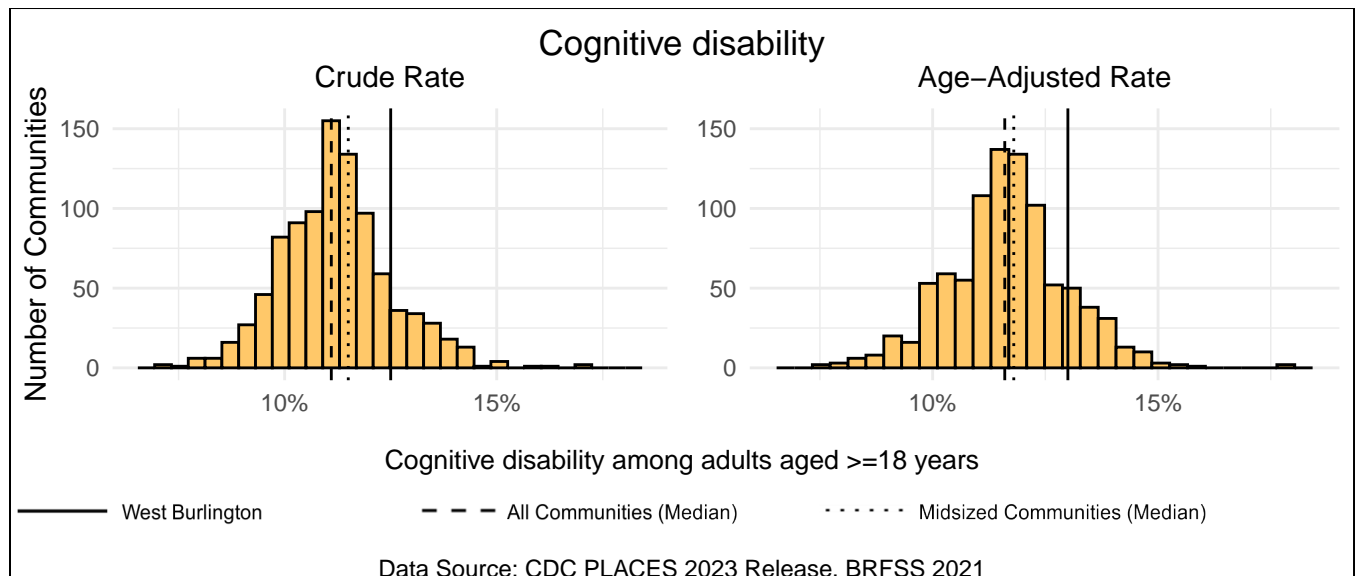 Cognitive disability
Crude Rate
Age−Adjusted Rate
Number of Communities
150
100
50
0
10%
15%
150
100
50
0
10%
15%
Cognitive disability among adults aged >=18 years
West Burlington
All Communities (Median)
Midsized Communities (Median)
Data Source: CDC PLACES 2023 Release, BRFSS 2021